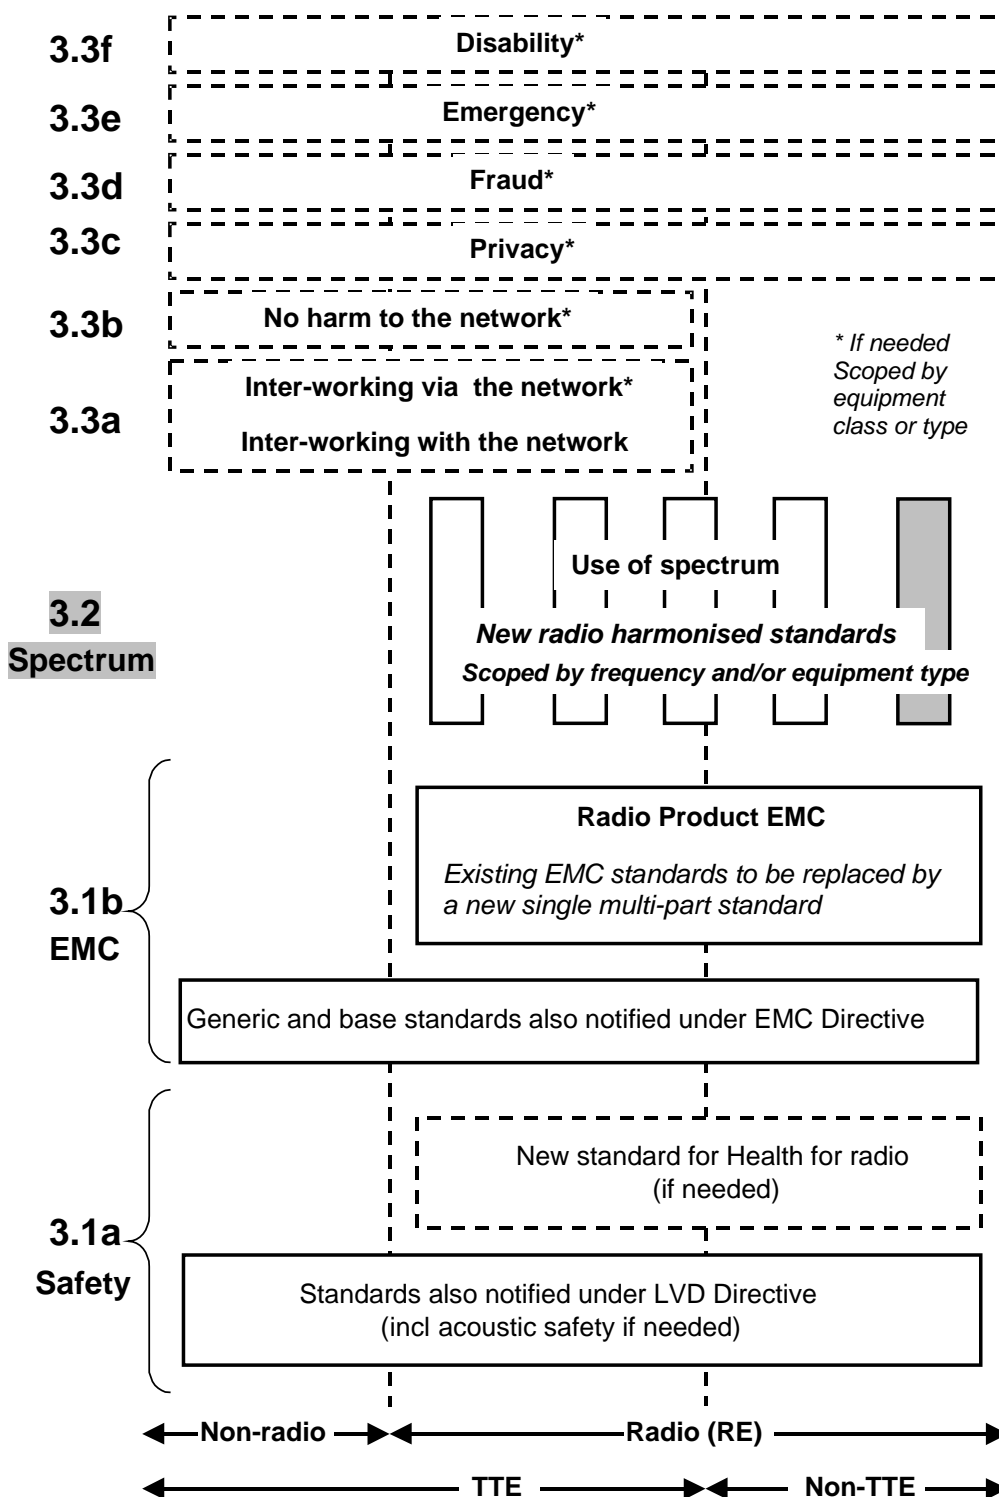 3.3f
Disability*
3.3e
Emergency*
3.3d
Fraud*
3.3c
Privacy*
3.3b
No harm to the network*
* If needed
Scoped by
equipment
class or type
3.3a
Inter-working via the network*
Inter-working with the network
Use of spectrum
3.2
Spectrum
New radio harmonised standards
Scoped by frequency and/or equipment type
Radio Product EMC
Existing EMC standards to be replaced by
a new single multi-part standard
3.1b
EMC
Generic and base standards also notified under EMC Directive
New standard for Health for radio
(if needed)
3.1a
Safety
Standards also notified under LVD Directive
(incl acoustic safety if needed)
Non-radio
Radio (RE)
TTE
Non-TTE